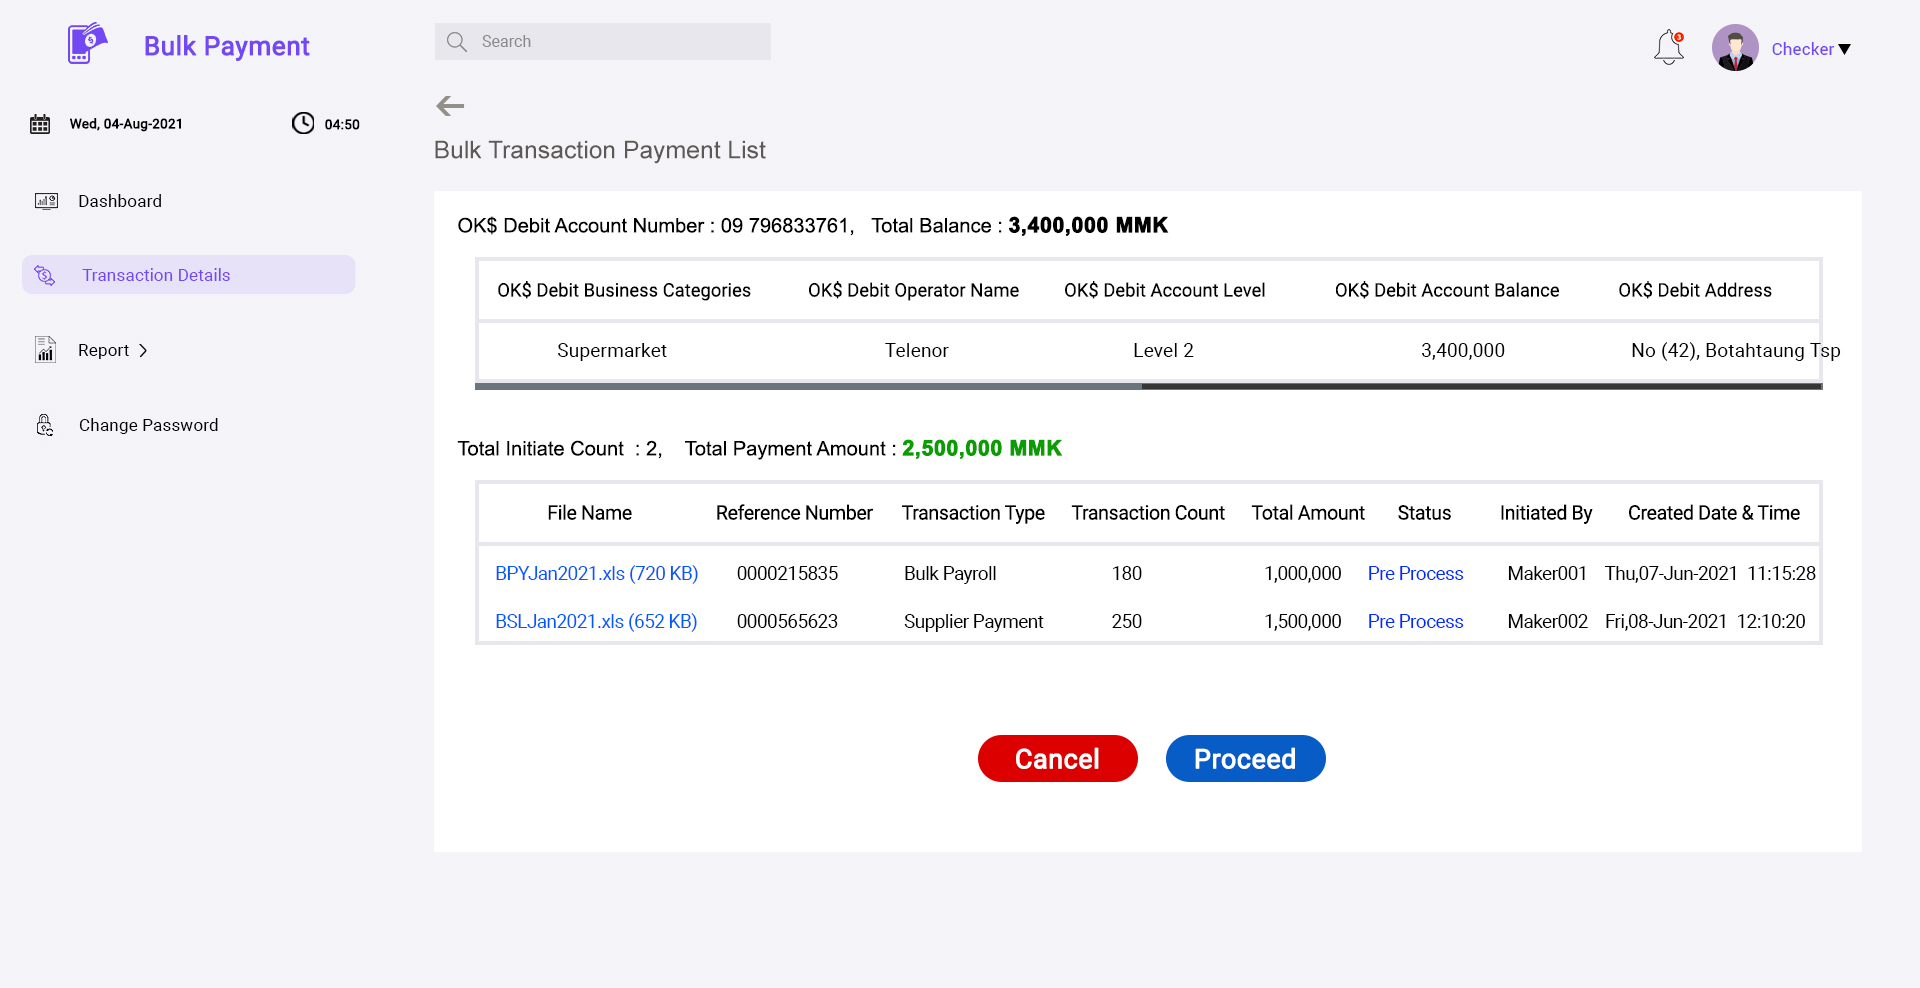 Bulk Payment
Search
3
Checker
Wed, 04-Aug-2021
04:50
Bulk Transaction Payment List
Dashboard
Transaction Details
Report
Change Password
OK$ Debit Account Number : 09 796833761, Total Balance : 3,400,000 MMK
OK$ Debit Business Categories OK$ Debit Operator Name OK$ Debit Account Level OK$ Debit Account Balance OK$ Debit Address
Supermarket Telenor Level 2 3,400,000 No (42), Botahtaung Tsp
Total Initiate Count : 2, Total Payment Amount : 2,500,000 MMK
File Name Reference Number Transaction Type Transaction Count Total Amount Status Initiated By Created Date & Time
BPYJan2021.xls (720 KB) 0000215835 Bulk Payroll 180 1,000,000 Pre Process Maker001 Thu,07-Jun-2021 11:15:28
BSLJan2021.xls (652 KB) 0000565623 Supplier Payment 250 1,500,000 Pre Process Maker002 Fri,08-Jun-2021 12:10:20
Cancel Proceed